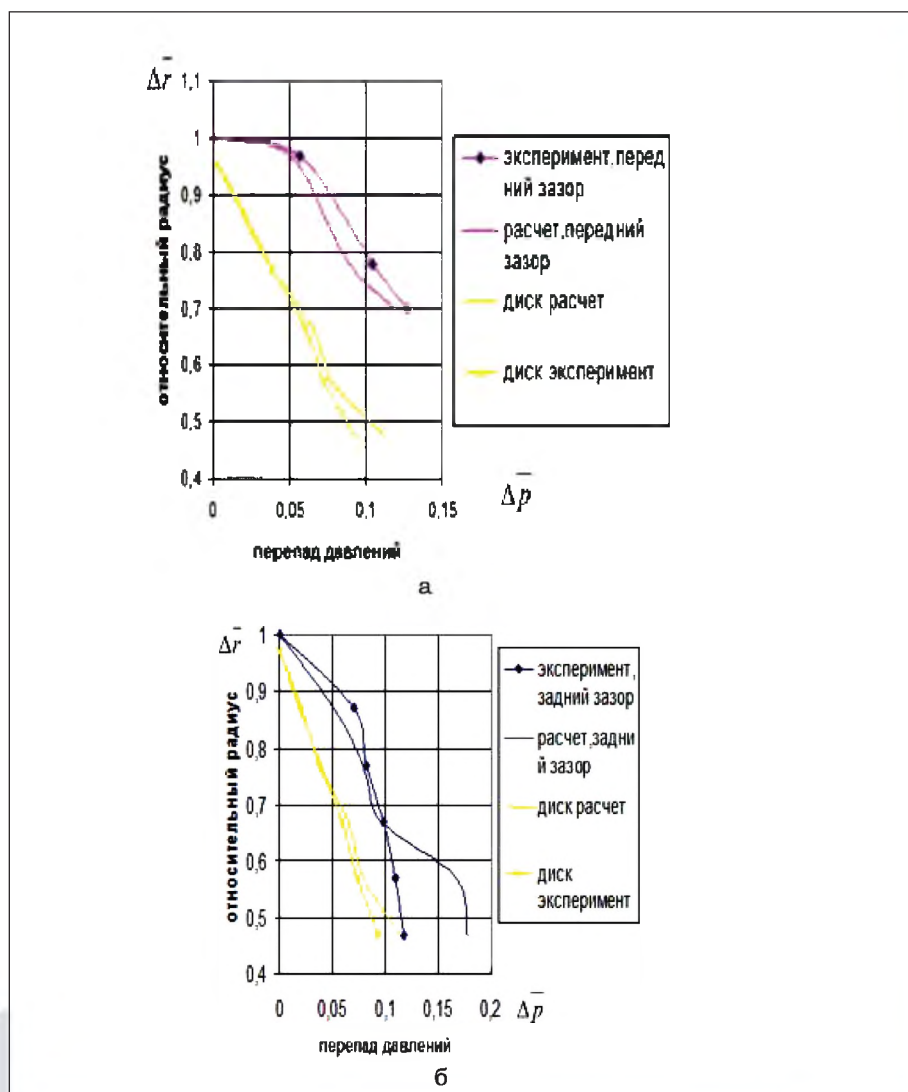 Δr̅ 1,1
1
0,9
0,8
0,7
0,6
0,5
0,4
относительный радиус
0 0,05 0,1 0,15
Δp̅
перепад давлений
эксперимент,перед
ний зазор
расчет,передний
зазор
диск расчет
диск эксперимент
а
Δr̅ 1
0,9
0,8
0,7
0,6
0,5
0,4
относительный радиус
0 0,05 0,1 0,15 0,2 Δp̅
перепад давлений
эксперимент,
задний зазор
расчет,задни
й зазор
диск расчет
диск
эксперимент
б